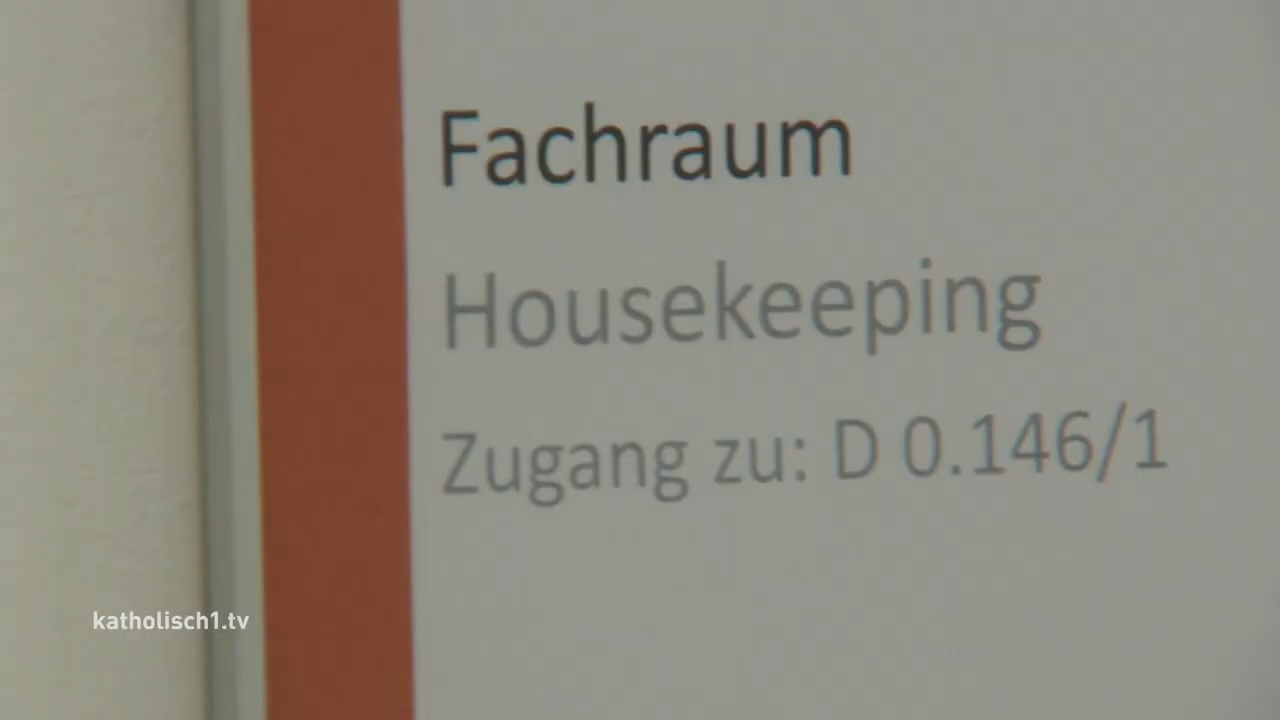 Fachraum
Housekeeping
Zugang zu: D 0.146/1
katholisch1.tv